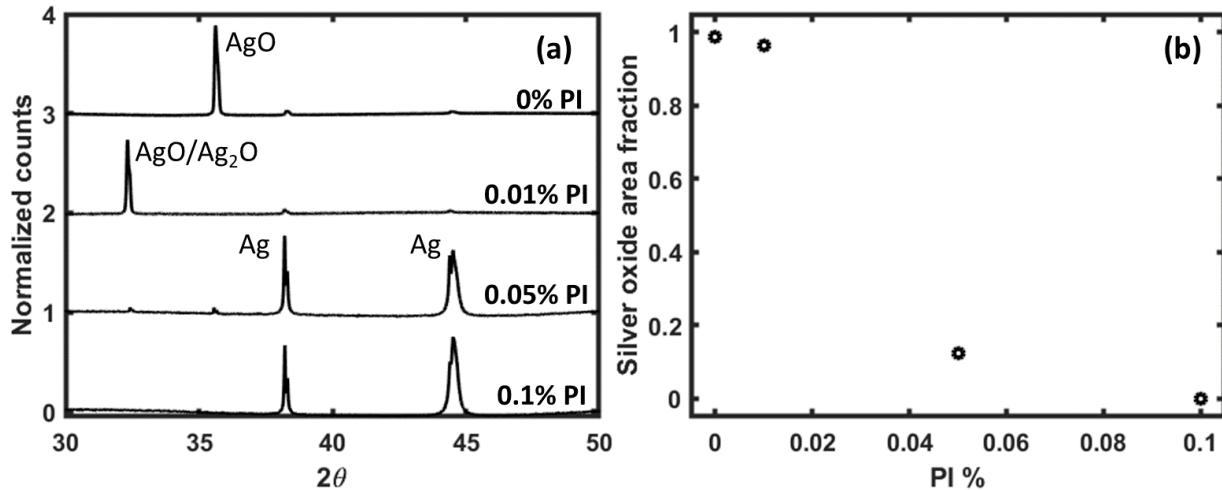 4
3
2
1
0
Normalized counts
AgO
(a)
0% PI
AgO/Ag₂O
0.01% PI
Ag
Ag
0.05% PI
0.1% PI
30
35
40
45
50
2θ
1
0.8
0.6
0.4
0.2
0
Silver oxide area fraction
(b)
0
0.02
0.04
0.06
0.08
0.1
PI %